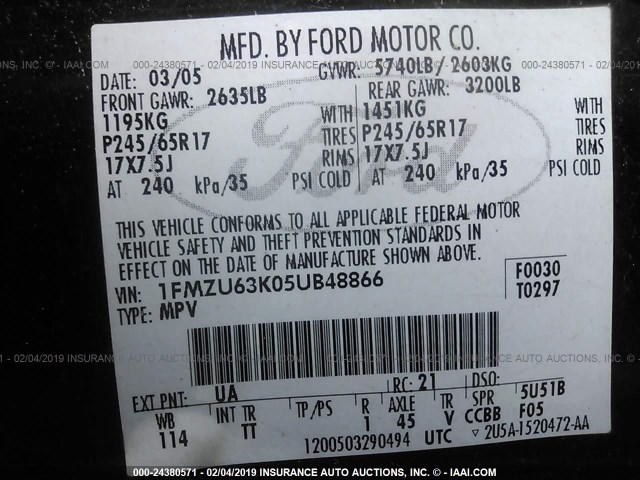 MFD. BY FORD MOTOR CO.
000-24380571 - 02/04/2019 INSURANCE AUTO AUCTIONS - © IAAI.COM
DATE: 03/05 GVWR: 5740LB/ 2603KG
FRONT GAWR: 2635LB REAR GAWR: 3200LB
1195KG WITH 1451KG WITH
P245/65R17 TIRES P245/65R17 TIRES
17X7.5J RIMS 17X7.5J RIMS
AT 240 kPa/35 PSI COLD AT 240 kPa/35 PSI COLD
Ford
THIS VEHICLE CONFORMS TO ALL APPLICABLE FEDERAL MOTOR
VEHICLE SAFETY AND THEFT PREVENTION STANDARDS IN
EFFECT ON THE DATE OF MANUFACTURE SHOWN ABOVE.
VIN: 1FMZU63K05UB48866 F0030
TYPE: MPV T0297
EXT PNT: UA RC: 21 DSO:
WB INT TR TP/PS R AXLE TR SPR 5U51B
114 TT 1 45 V CCBB F05
1200503290494 UTC 2U5A-1520472-AA
000-24380571 - 02/04/2019 INSURANCE AUTO AUCTIONS - © IAAI.COM